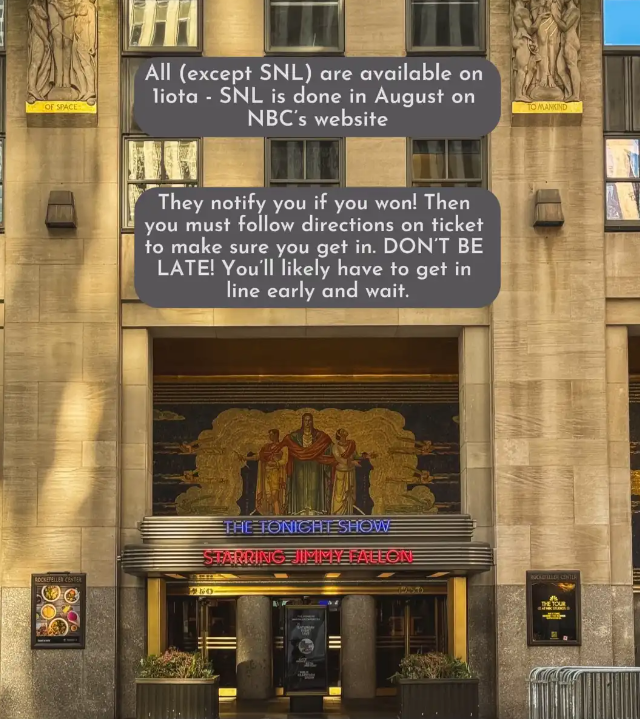 All (except SNL) are available on
1iota - SNL is done in August on
NBC's website
OF SPACE
TO MANKIND
They notify you if you won! Then
you must follow directions on ticket
to make sure you get in. DON'T BE
LATE! You'll likely have to get in
line early and wait.
THE TONIGHT SHOW
STARRING JIMMY FALLON
ROCKEFELLER CENTER
ROCKEFELLER CENTER
THE TOUR